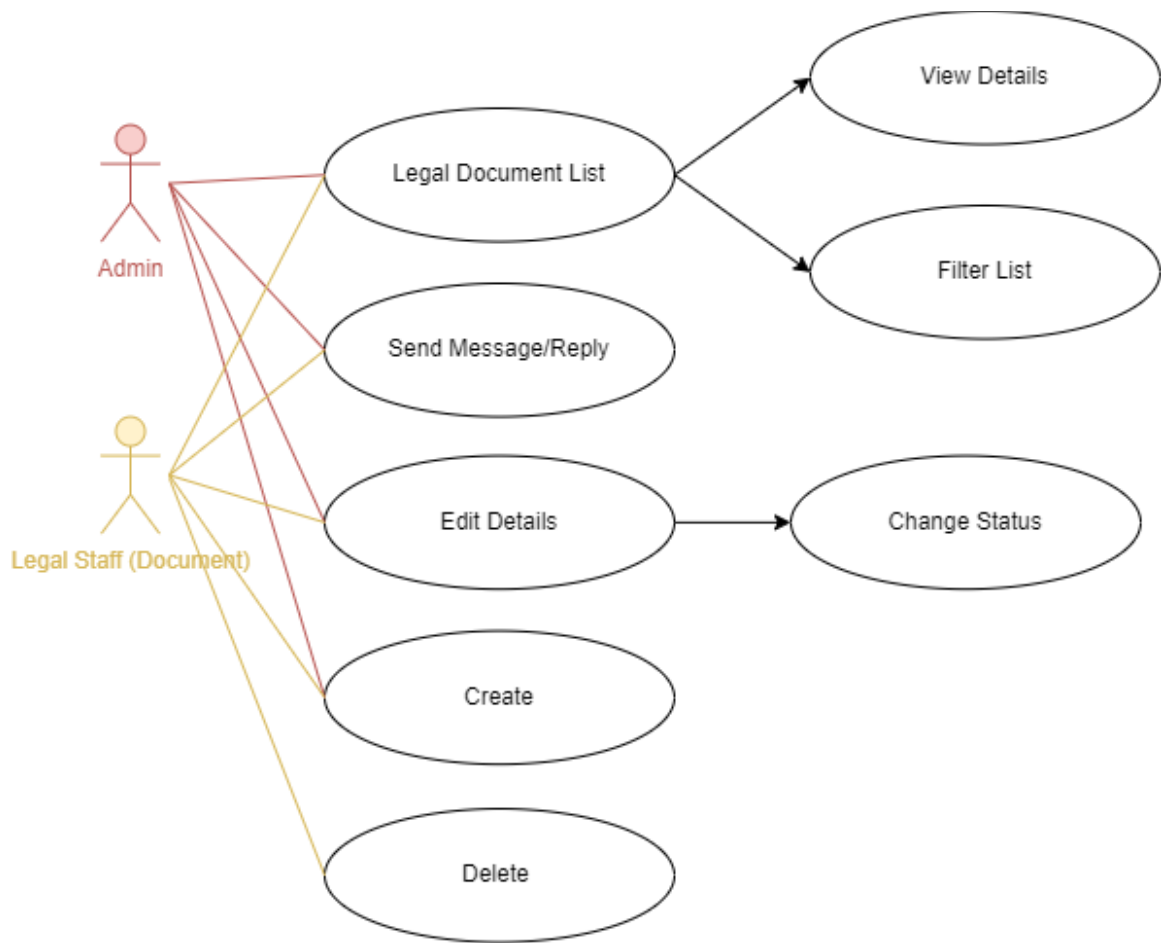 View Details
Legal Document List
Admin
Filter List
Send Message/Reply
Legal Staff (Document)
Edit Details
Change Status
Create
Delete